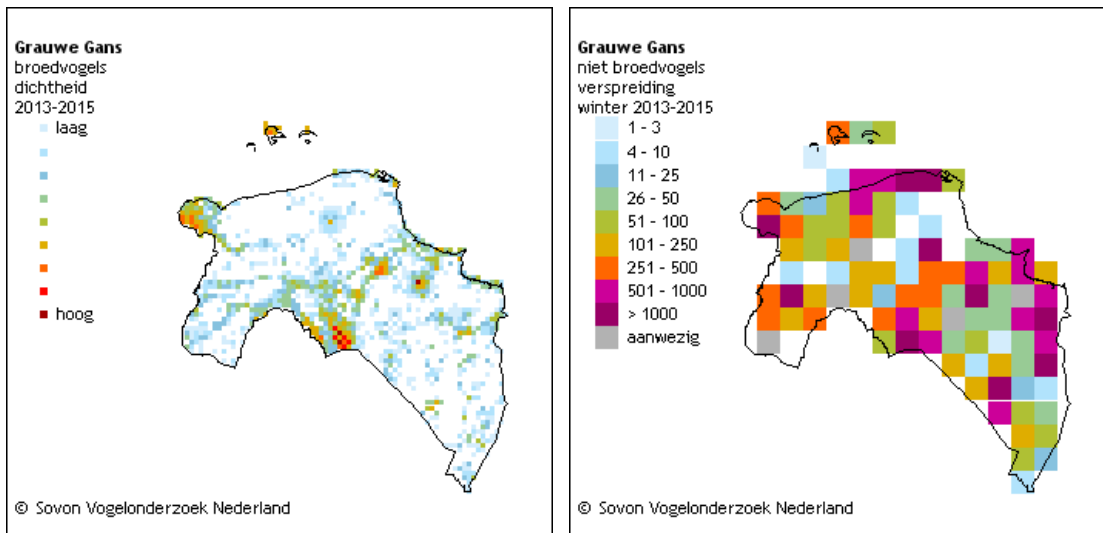 Grauwe Gans
broedvogels
dichtheid
2013-2015
laag
hoog
© Sovon Vogelonderzoek Nederland
Grauwe Gans
niet broedvogels
verspreiding
winter 2013-2015
1 - 3
4 - 10
11 - 25
26 - 50
51 - 100
101 - 250
251 - 500
501 - 1000
> 1000
aanwezig
© Sovon Vogelonderzoek Nederland